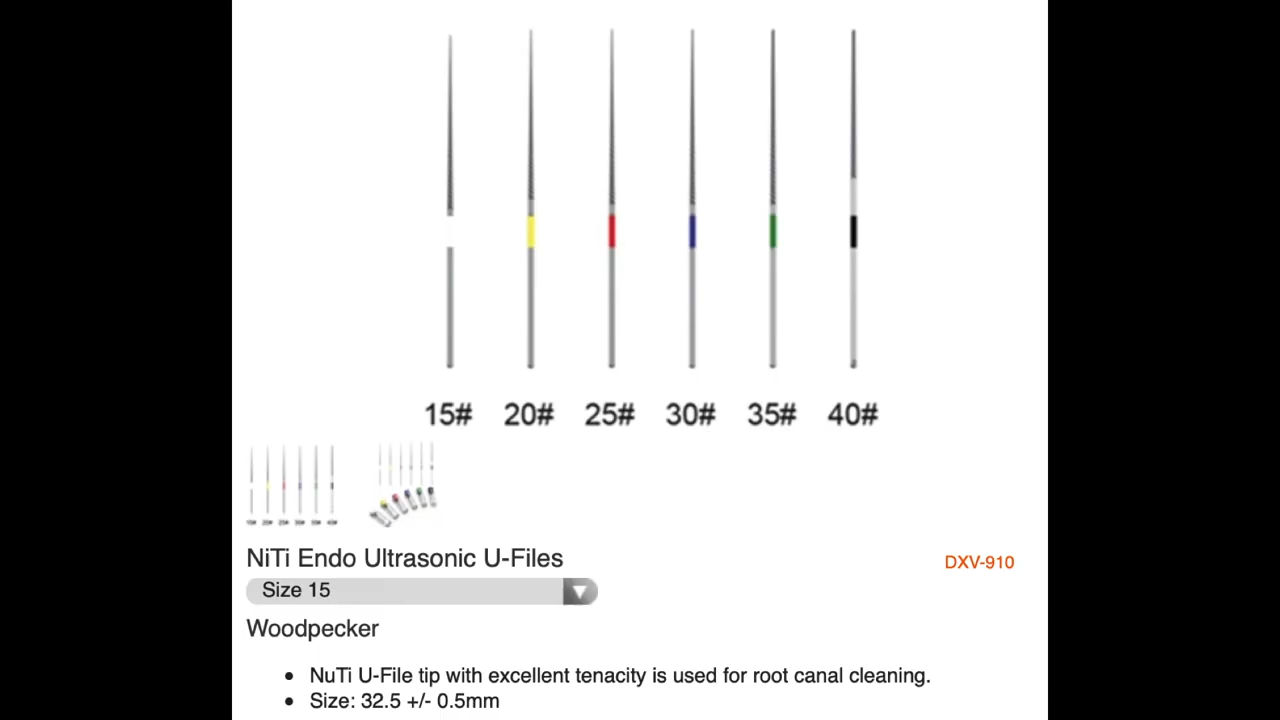 15# 20# 25# 30# 35# 40#
NiTi Endo Ultrasonic U-Files
DXV-910
Size 15
Woodpecker
NuTi U-File tip with excellent tenacity is used for root canal cleaning.
Size: 32.5 +/- 0.5mm